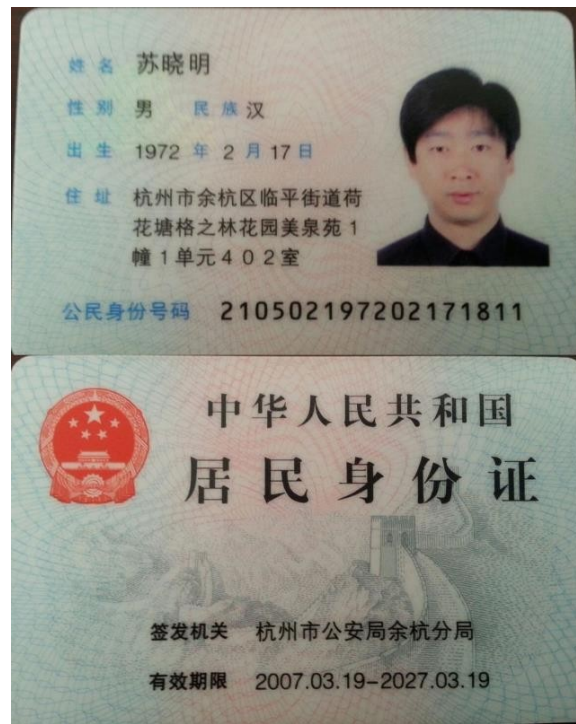 姓名 苏晓明
性别 男 民族 汉
出生 1972 年 2 月 17 日
住址 杭州市余杭区临平街道荷
花塘格之林花园美泉苑1
幢1单元402室
公民身份号码 210502197202171811
中华人民共和国
居民身份证
签发机关 杭州市公安局余杭分局
有效期限 2007.03.19-2027.03.19